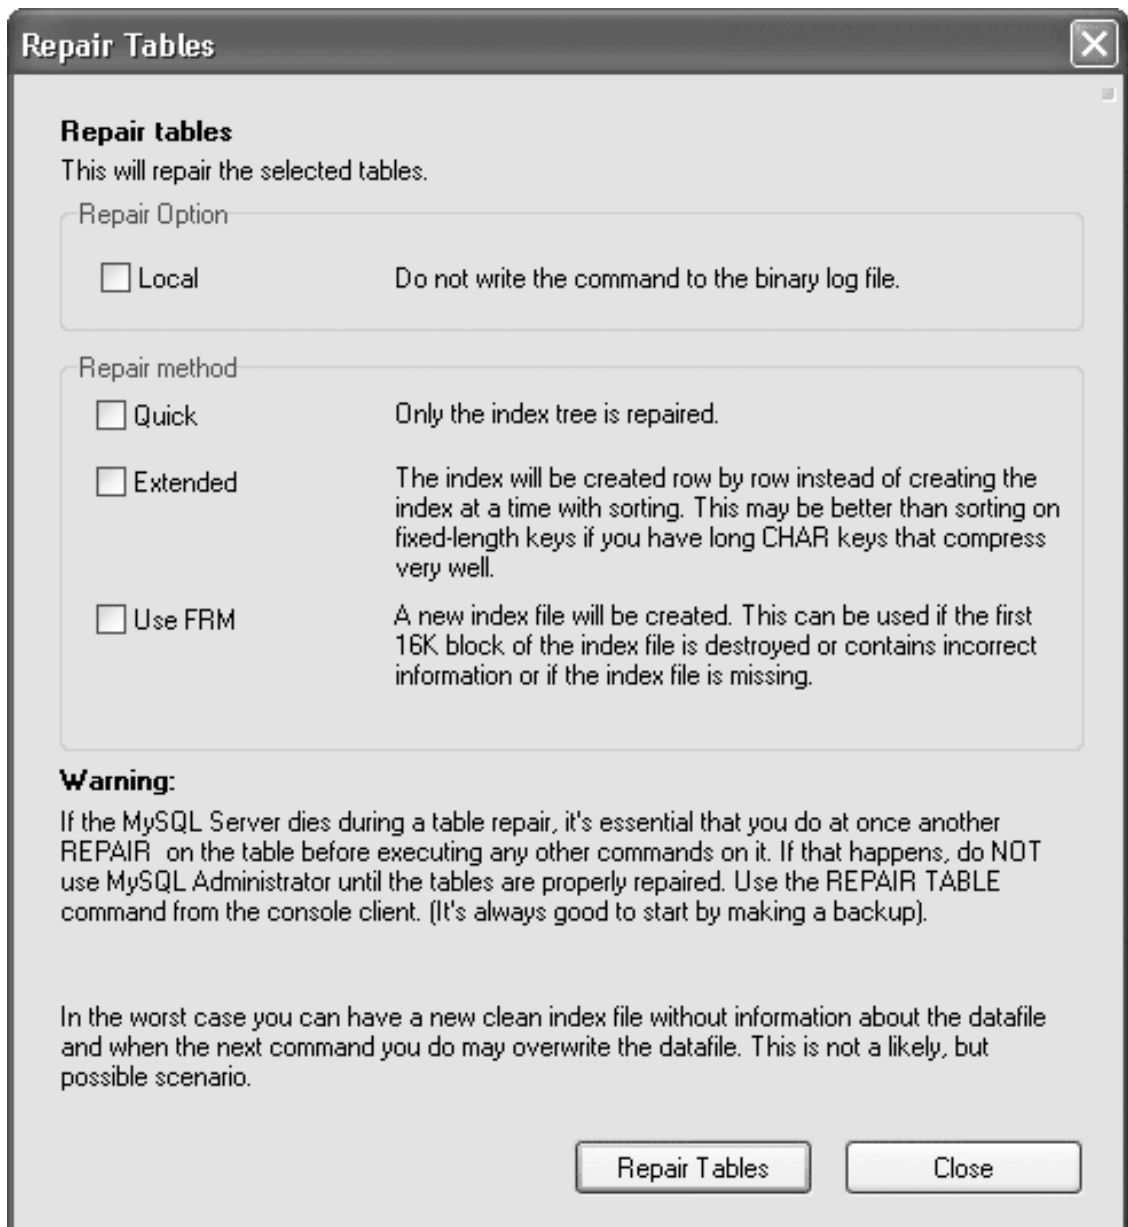 Repair Tables
Repair tables
This will repair the selected tables.
Repair Option
Local Do not write the command to the binary log file.
Repair method
Quick Only the index tree is repaired.
Extended The index will be created row by row instead of creating the
index at a time with sorting. This may be better than sorting on
fixed-length keys if you have long CHAR keys that compress
very well.
Use FRM A new index file will be created. This can be used if the first
16K block of the index file is destroyed or contains incorrect
information or if the index file is missing.
Warning:
If the MySQL Server dies during a table repair, it's essential that you do at once another
REPAIR on the table before executing any other commands on it. If that happens, do NOT
use MySQL Administrator until the tables are properly repaired. Use the REPAIR TABLE
command from the console client. (It's always good to start by making a backup).
In the worst case you can have a new clean index file without information about the datafile
and when the next command you do may overwrite the datafile. This is not a likely, but
possible scenario.
Repair Tables Close